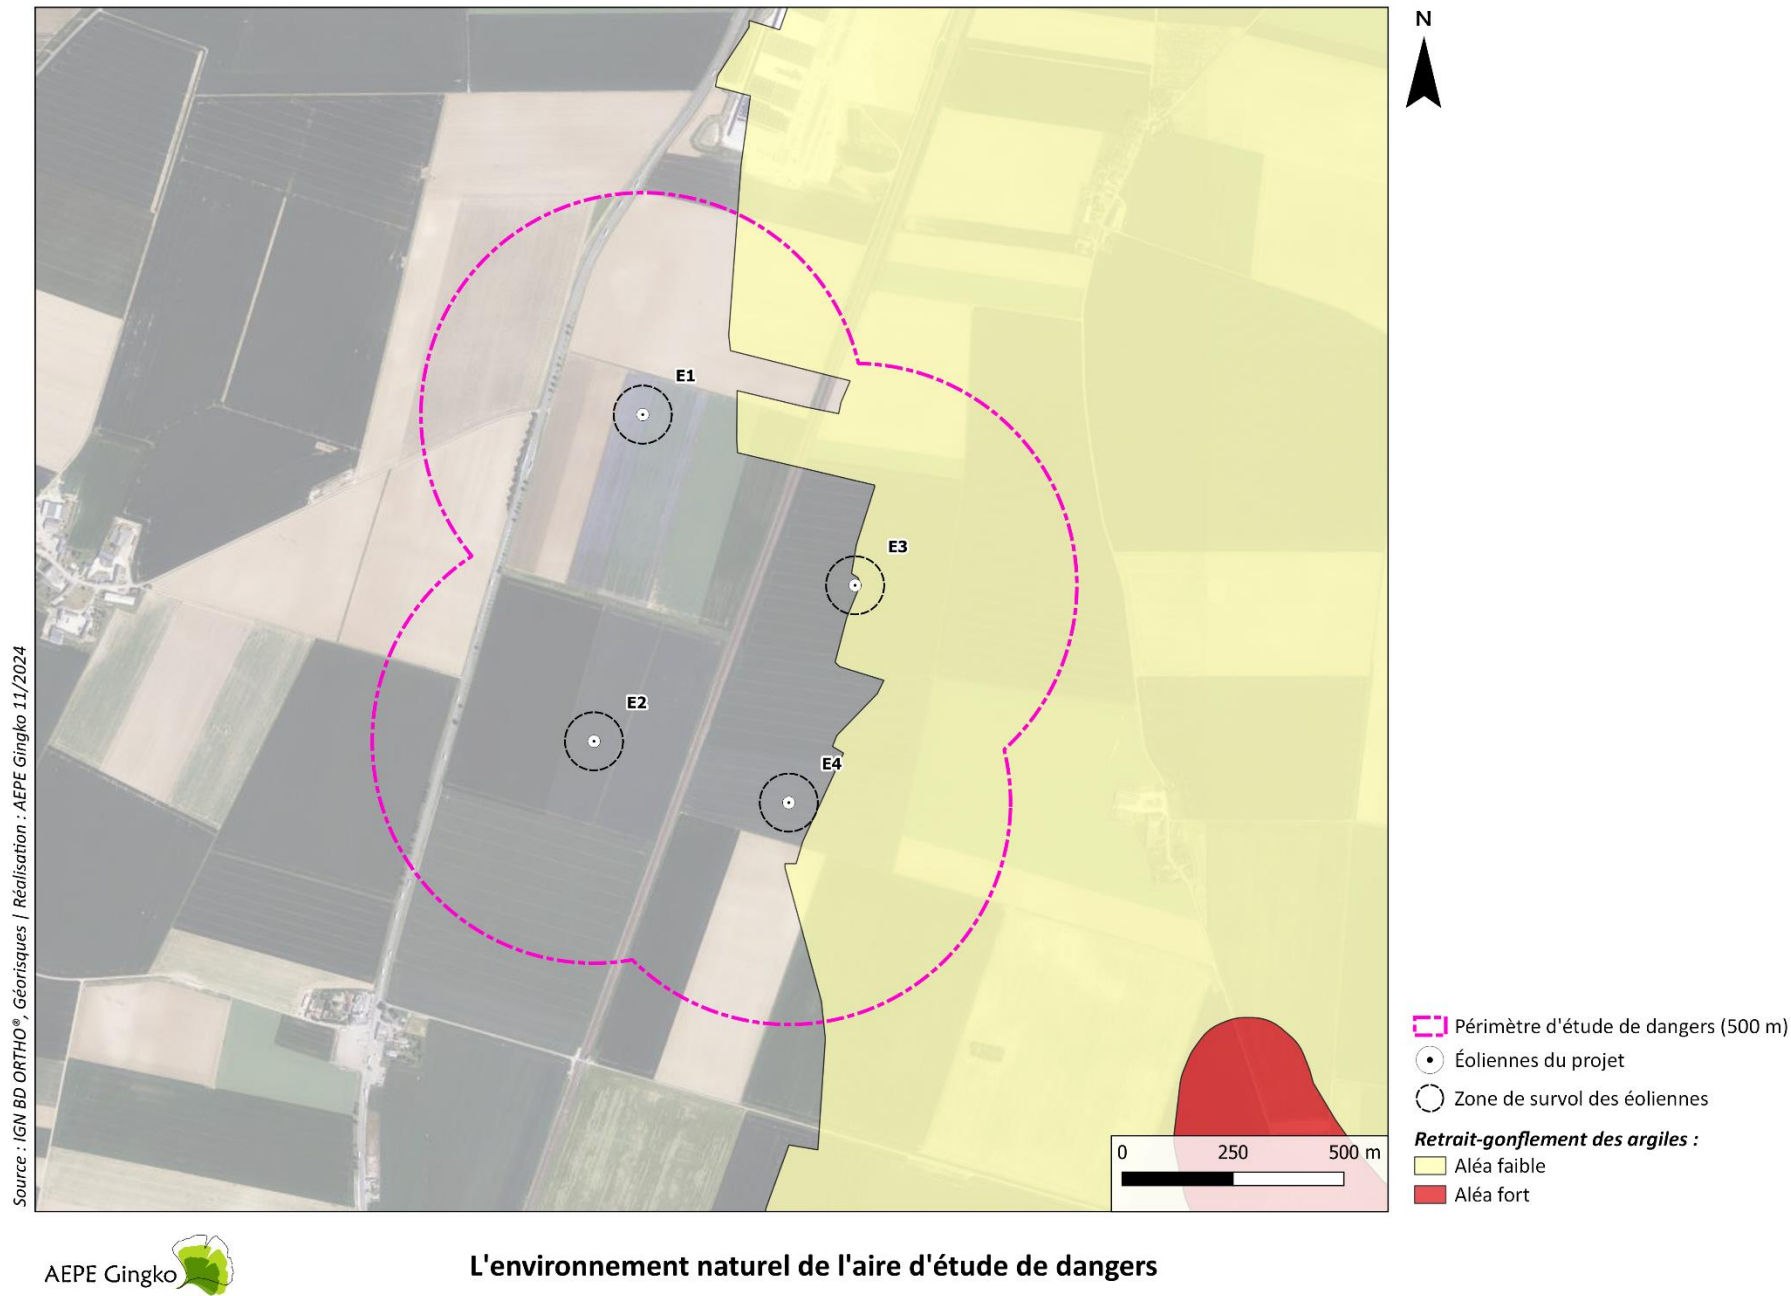 N
E1
E3
E2
E4
Source : IGN BD ORTHO®, Géorisques | Réalisation : AEPE Gingko 11/2024
Périmètre d'étude de dangers (500 m)
Éoliennes du projet
Zone de survol des éoliennes
Retrait-gonflement des argiles :
Aléa faible
Aléa fort
0 250 500 m
AEPE Gingko
L'environnement naturel de l'aire d'étude de dangers